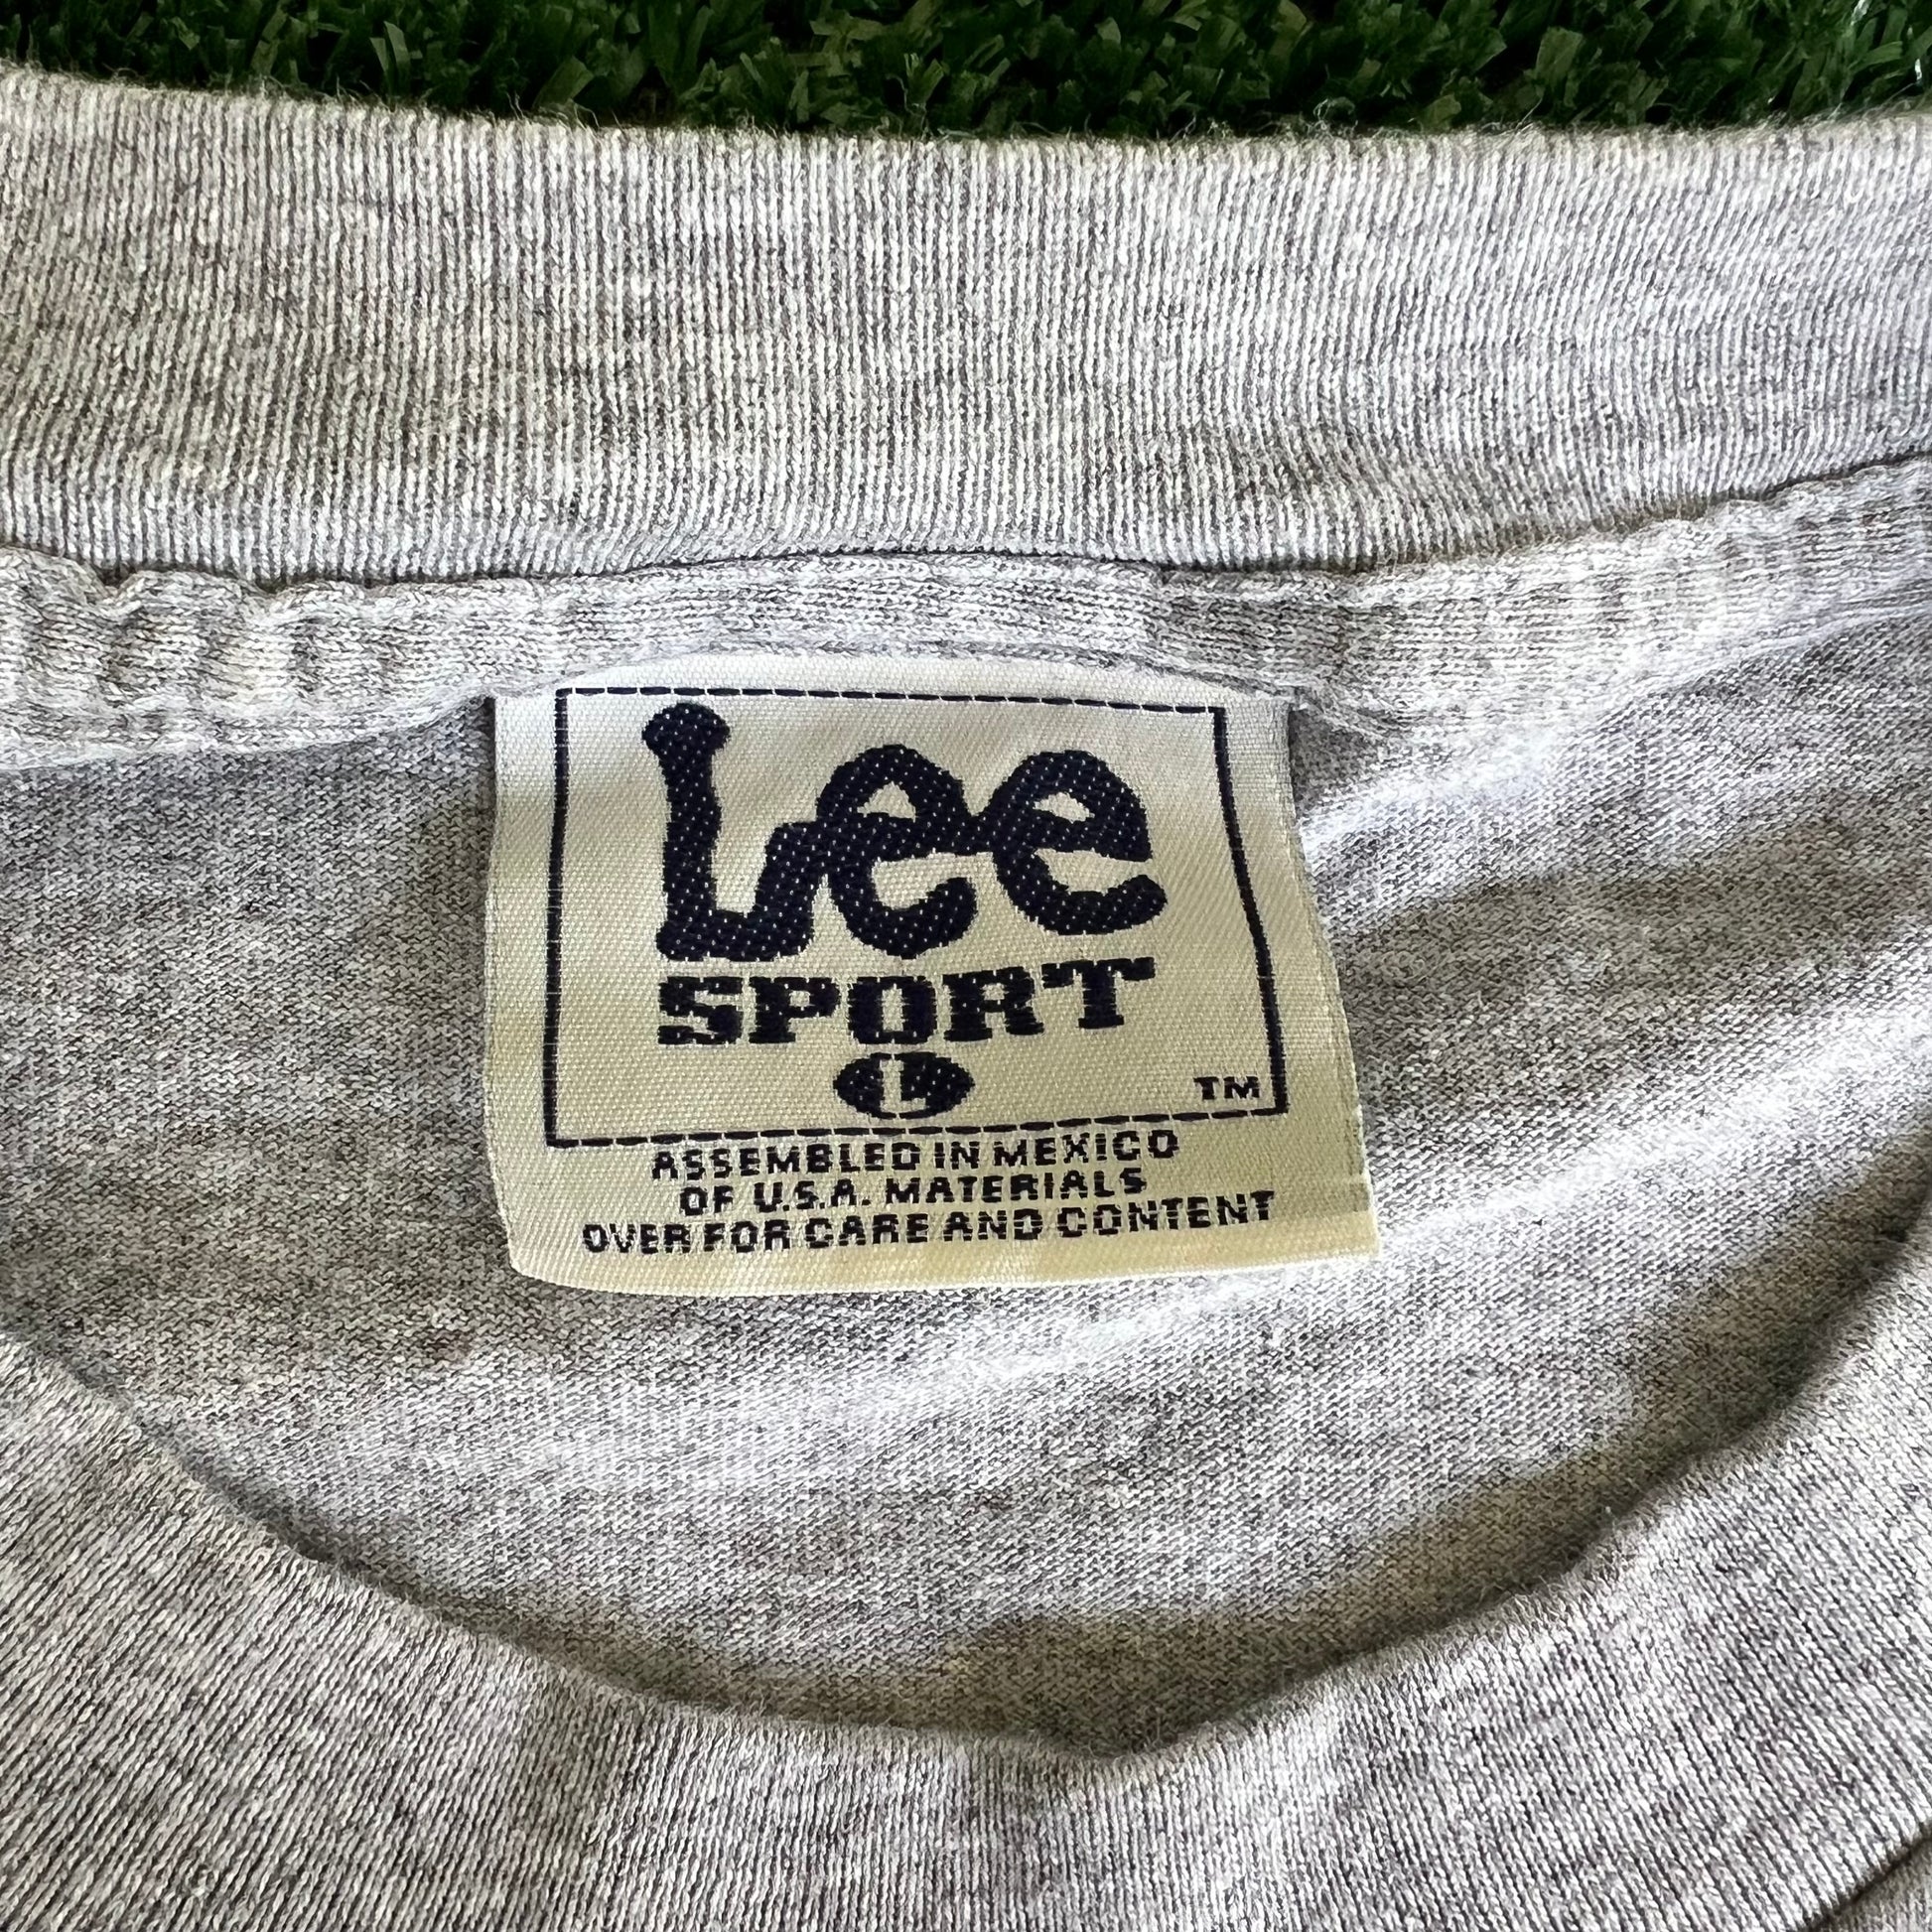 Lee
SPORT
L
TM
ASSEMBLED IN MEXICO
OF U.S.A. MATERIALS
OVER FOR CARE AND CONTENT